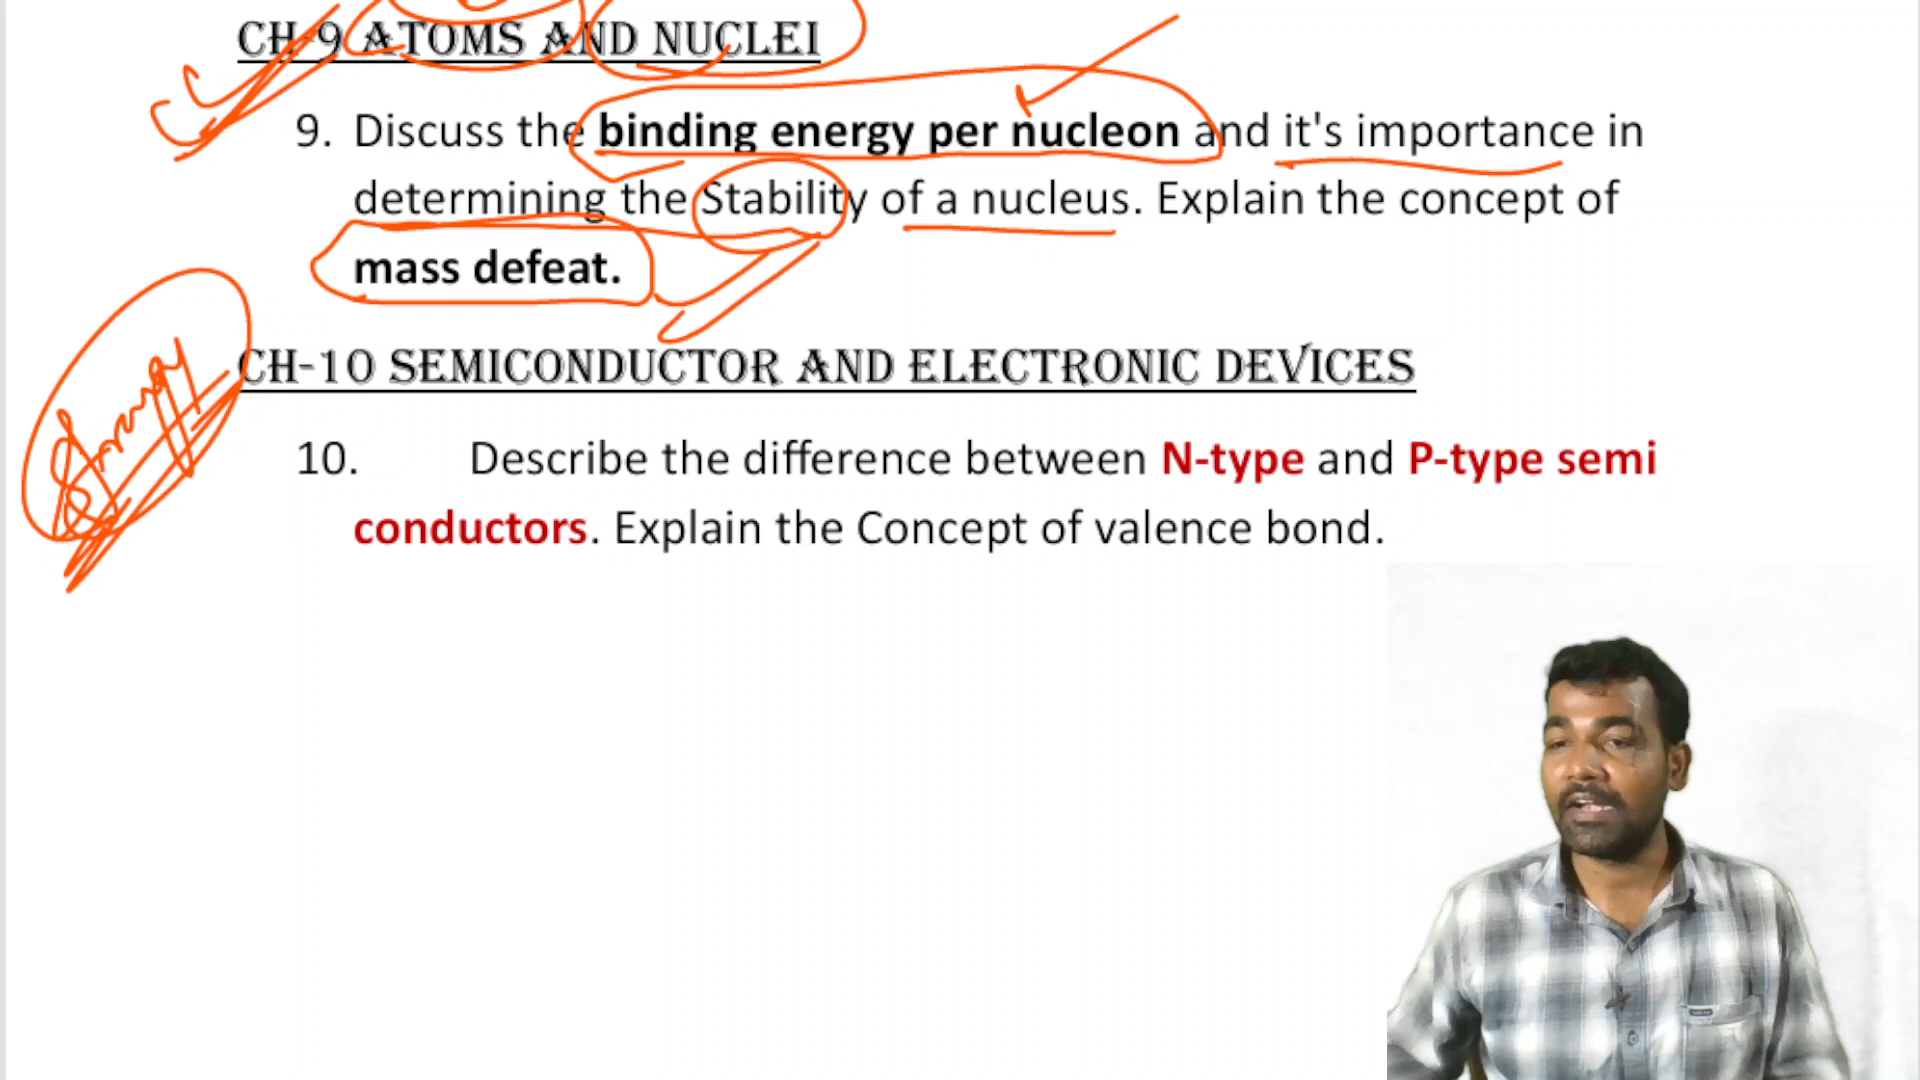 CH-9 ATOMS AND NUCLEI
9. Discuss the binding energy per nucleon and it's importance in
determining the Stability of a nucleus. Explain the concept of
mass defeat.
CH-10 SEMICONDUCTOR AND ELECTRONIC DEVICES
10. Describe the difference between N-type and P-type semi
conductors. Explain the Concept of valence bond.